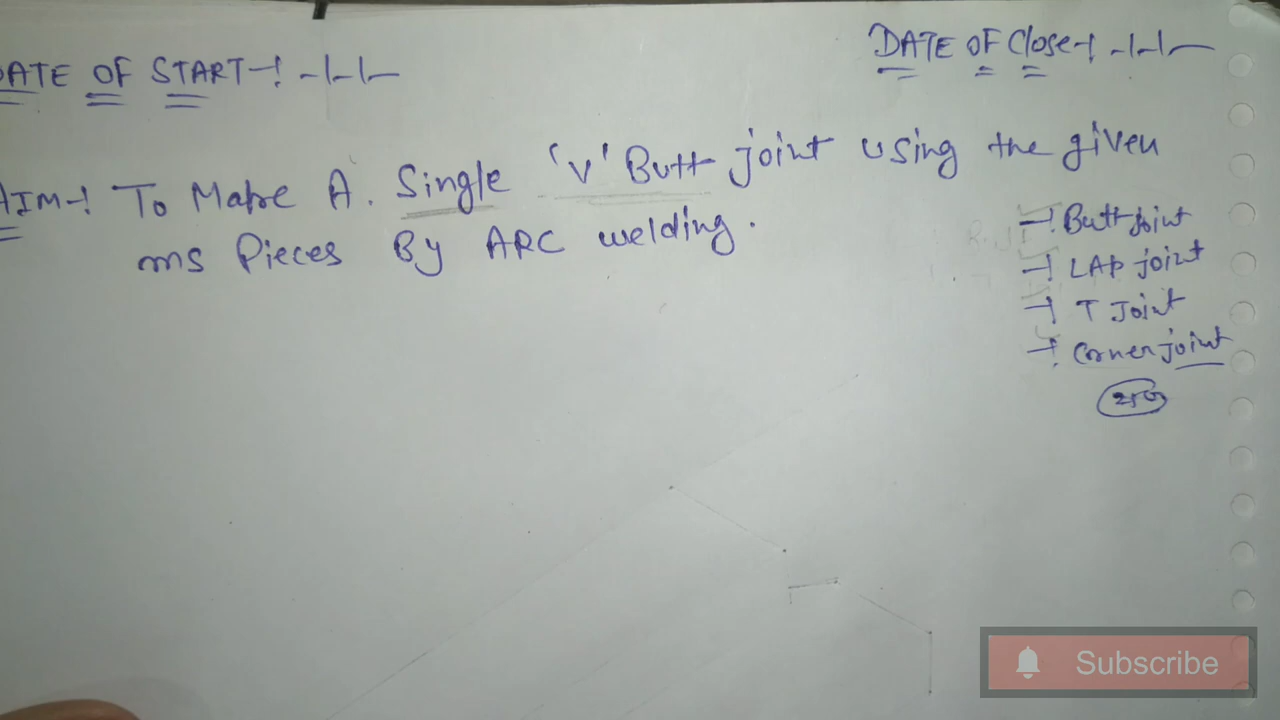 DATE OF START-! -/-/-
DATE OF Close-! -/-/-
AIM-! To Make A. Single 'V' Butt joint using the given
ms Pieces By ARC welding.
-! Butt joint
-! LAP joint
-! T Joint
-! Corner joint
Subscribe